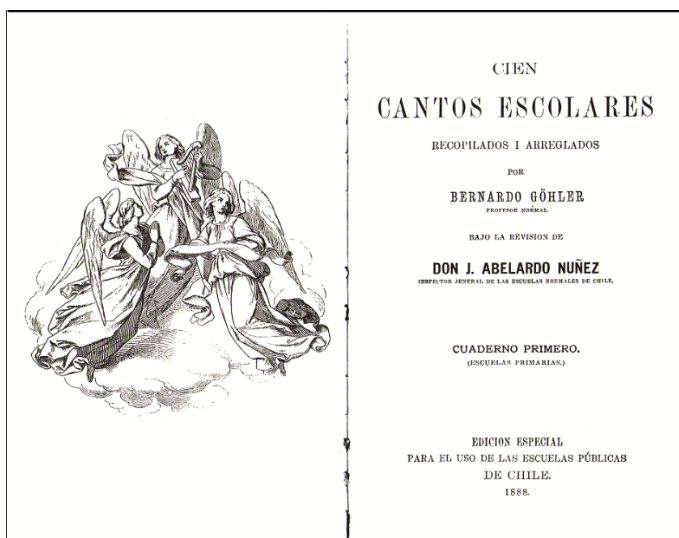 CIEN
CANTOS ESCOLARES
RECOPILADOS I ARREGLADOS
POR
BERNARDO GÖHLER
PROFESOR NORMAL
BAJO LA REVISION DE
DON J. ABELARDO NUÑEZ
INSPECTOR JENERAL DE LAS ESCUELAS NORMALES DE CHILE.
CUADERNO PRIMERO.
(ESCUELAS PRIMARIAS.)
EDICION ESPECIAL
PARA EL USO DE LAS ESCUELAS PÚBLICAS
DE CHILE.
1888.